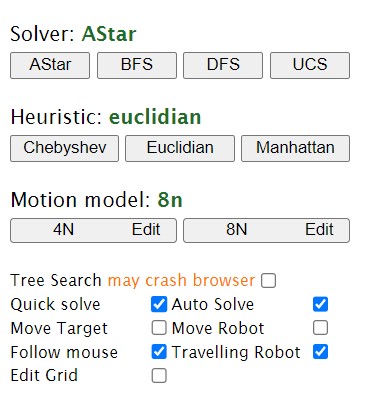 Solver: AStar
AStar BFS DFS UCS
Heuristic: euclidian
Chebyshev Euclidian Manhattan
Motion model: 8n
4N Edit 8N Edit
Tree Search may crash browser
Quick solve Auto Solve
Move Target Move Robot
Follow mouse Travelling Robot
Edit Grid